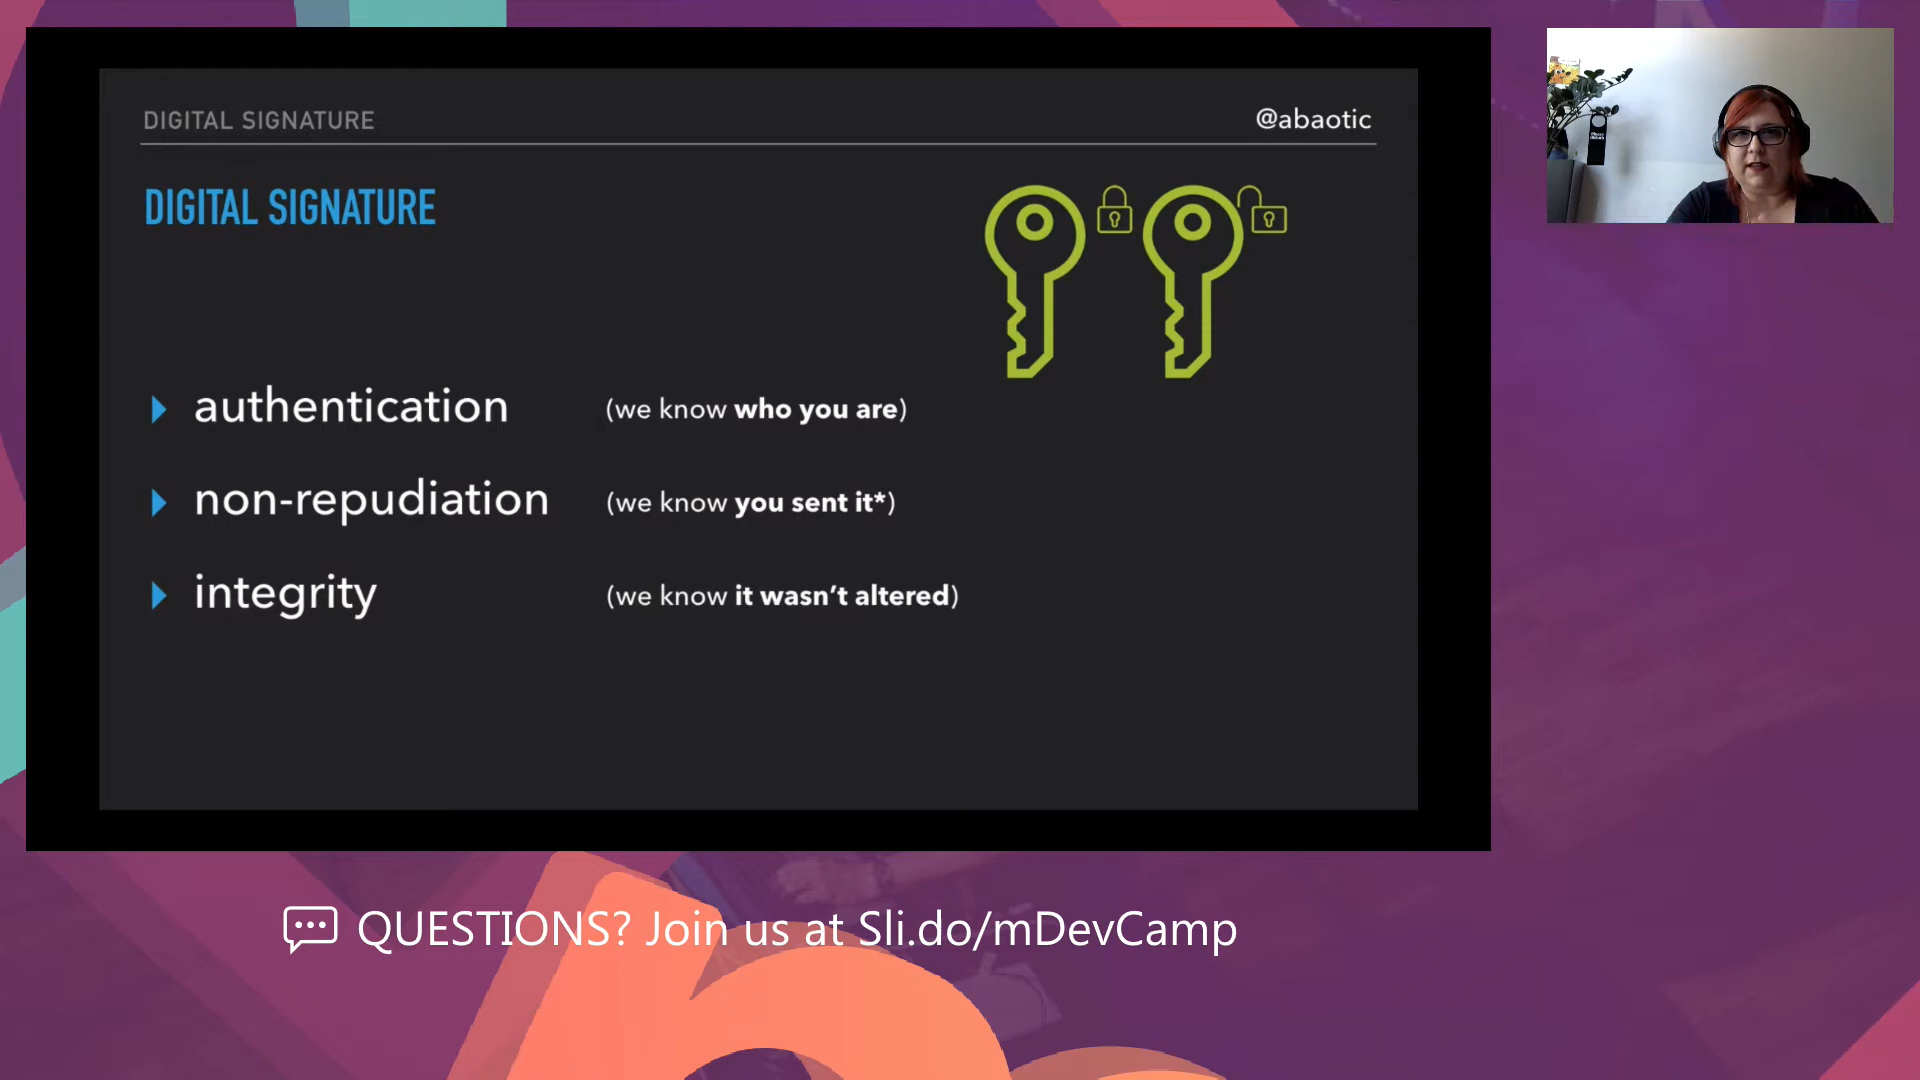 DIGITAL SIGNATURE
@abaotic
DIGITAL SIGNATURE
authentication (we know who you are)
non-repudiation (we know you sent it*)
integrity (we know it wasn’t altered)
QUESTIONS? Join us at Sli.do/mDevCamp